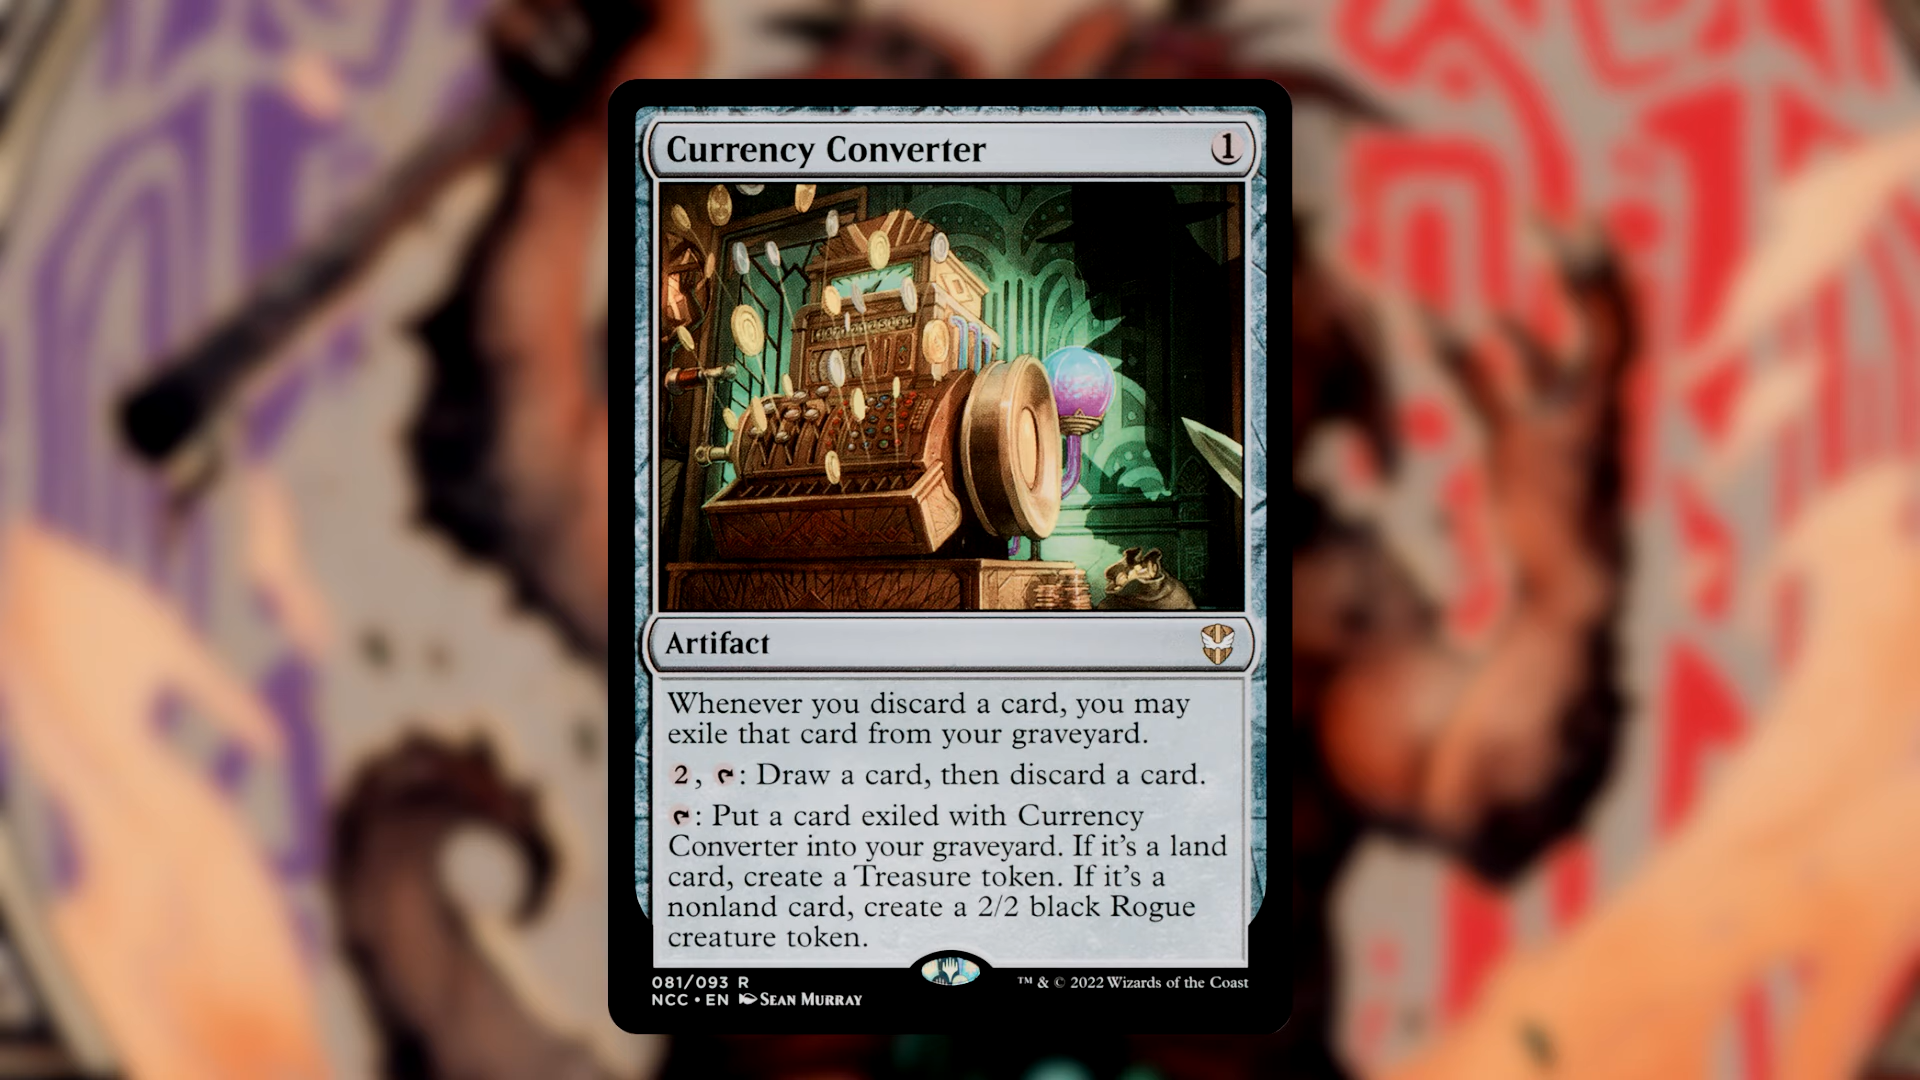 Currency Converter 1
Artifact
Whenever you discard a card, you may
exile that card from your graveyard.
2, : Draw a card, then discard a card.
: Put a card exiled with Currency
Converter into your graveyard. If it's a land
card, create a Treasure token. If it's a
nonland card, create a 2/2 black Rogue
creature token.
081/093 R
NCC • EN SEAN MURRAY
™ & © 2022 Wizards of the Coast